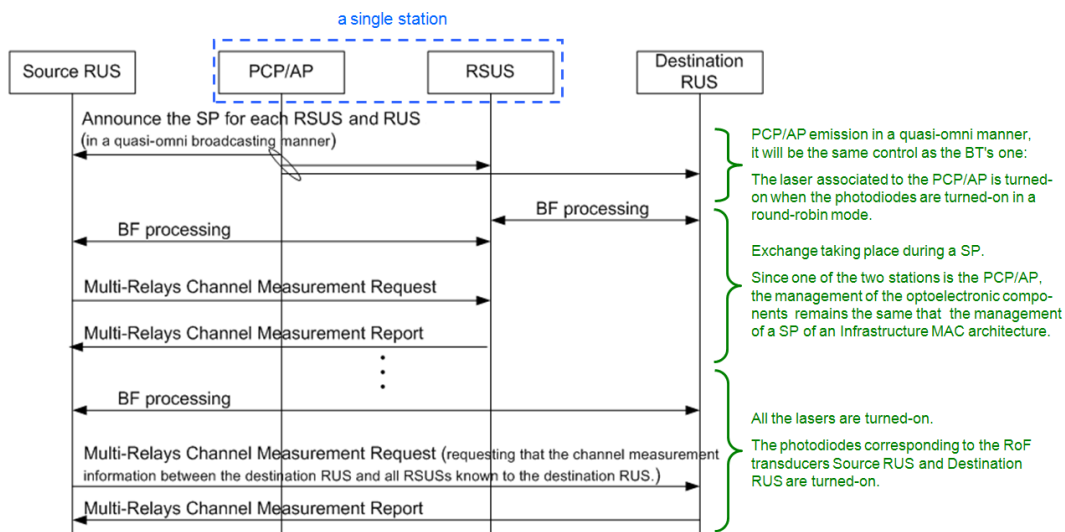 a single station
Source RUS
PCP/AP
RSUS
Destination
RUS
Announce the SP for each RSUS and RUS
(in a quasi-omni broadcasting manner)
PCP/AP emission in a quasi-omni manner,
it will be the same control as the BT's one:
The laser associated to the PCP/AP is turned-
on when the photodiodes are turned-on in a
round-robin mode.
BF processing
BF processing
Exchange taking place during a SP.
Since one of the two stations is the PCP/AP,
the management of the optoelectronic compo-
nents remains the same that the management
of a SP of an Infrastructure MAC architecture.
Multi-Relays Channel Measurement Request
Multi-Relays Channel Measurement Report
BF processing
All the lasers are turned-on.
The photodiodes corresponding to the RoF
transducers Source RUS and Destination
RUS are turned-on.
Multi-Relays Channel Measurement Request (requesting that the channel measurement
information between the destination RUS and all RSUSs known to the destination RUS.)
Multi-Relays Channel Measurement Report